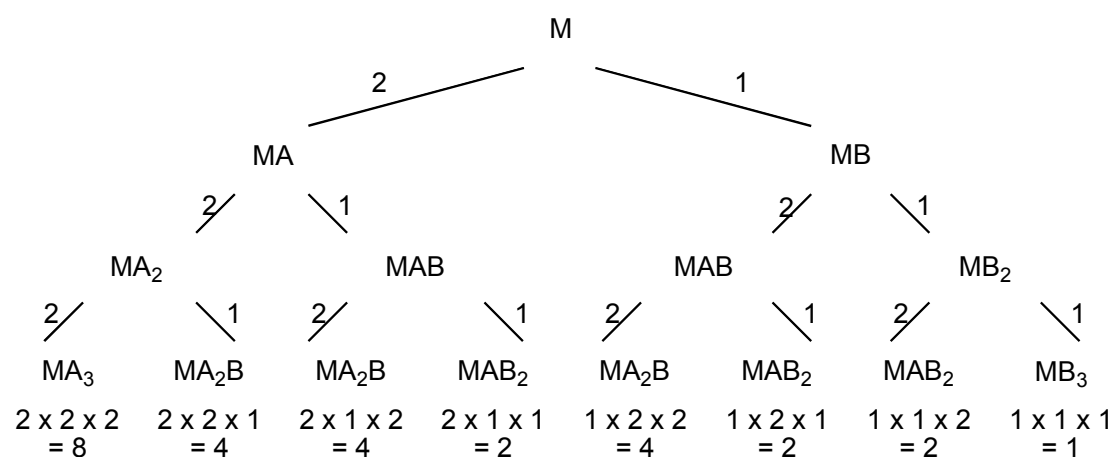 M
2 1
MA MB
2 1 2 1
MA₂ MAB MAB MB₂
2 1 2 1 2 1 2 1
MA₃ MA₂B MA₂B MAB₂ MA₂B MAB₂ MAB₂ MB₃
2 x 2 x 2 2 x 2 x 1 2 x 1 x 2 2 x 1 x 1 1 x 2 x 2 1 x 2 x 1 1 x 1 x 2 1 x 1 x 1
= 8 = 4 = 4 = 2 = 4 = 2 = 2 = 1